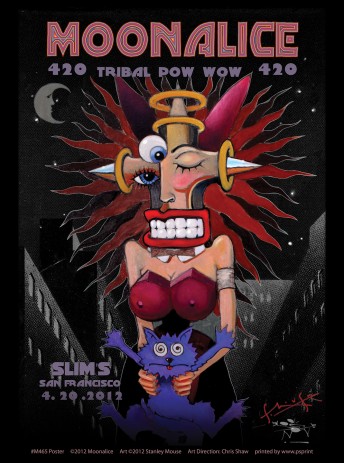 MOONALICE
420 TRIBAL POW WOW 420
SLIM'S
SAN FRANCISCO
4.20.2012
#M465 Poster ©2012 Moonalice Art ©2012 Stanley Mouse Art Direction: Chris Shaw printed by www.psprint